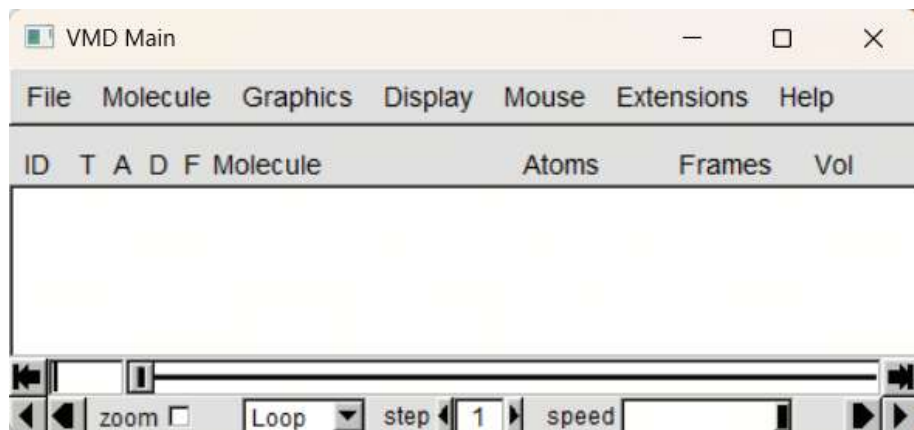 VMD Main
File Molecule Graphics Display Mouse Extensions Help
ID T A D F Molecule Atoms Frames Vol
zoom Loop step 1 speed